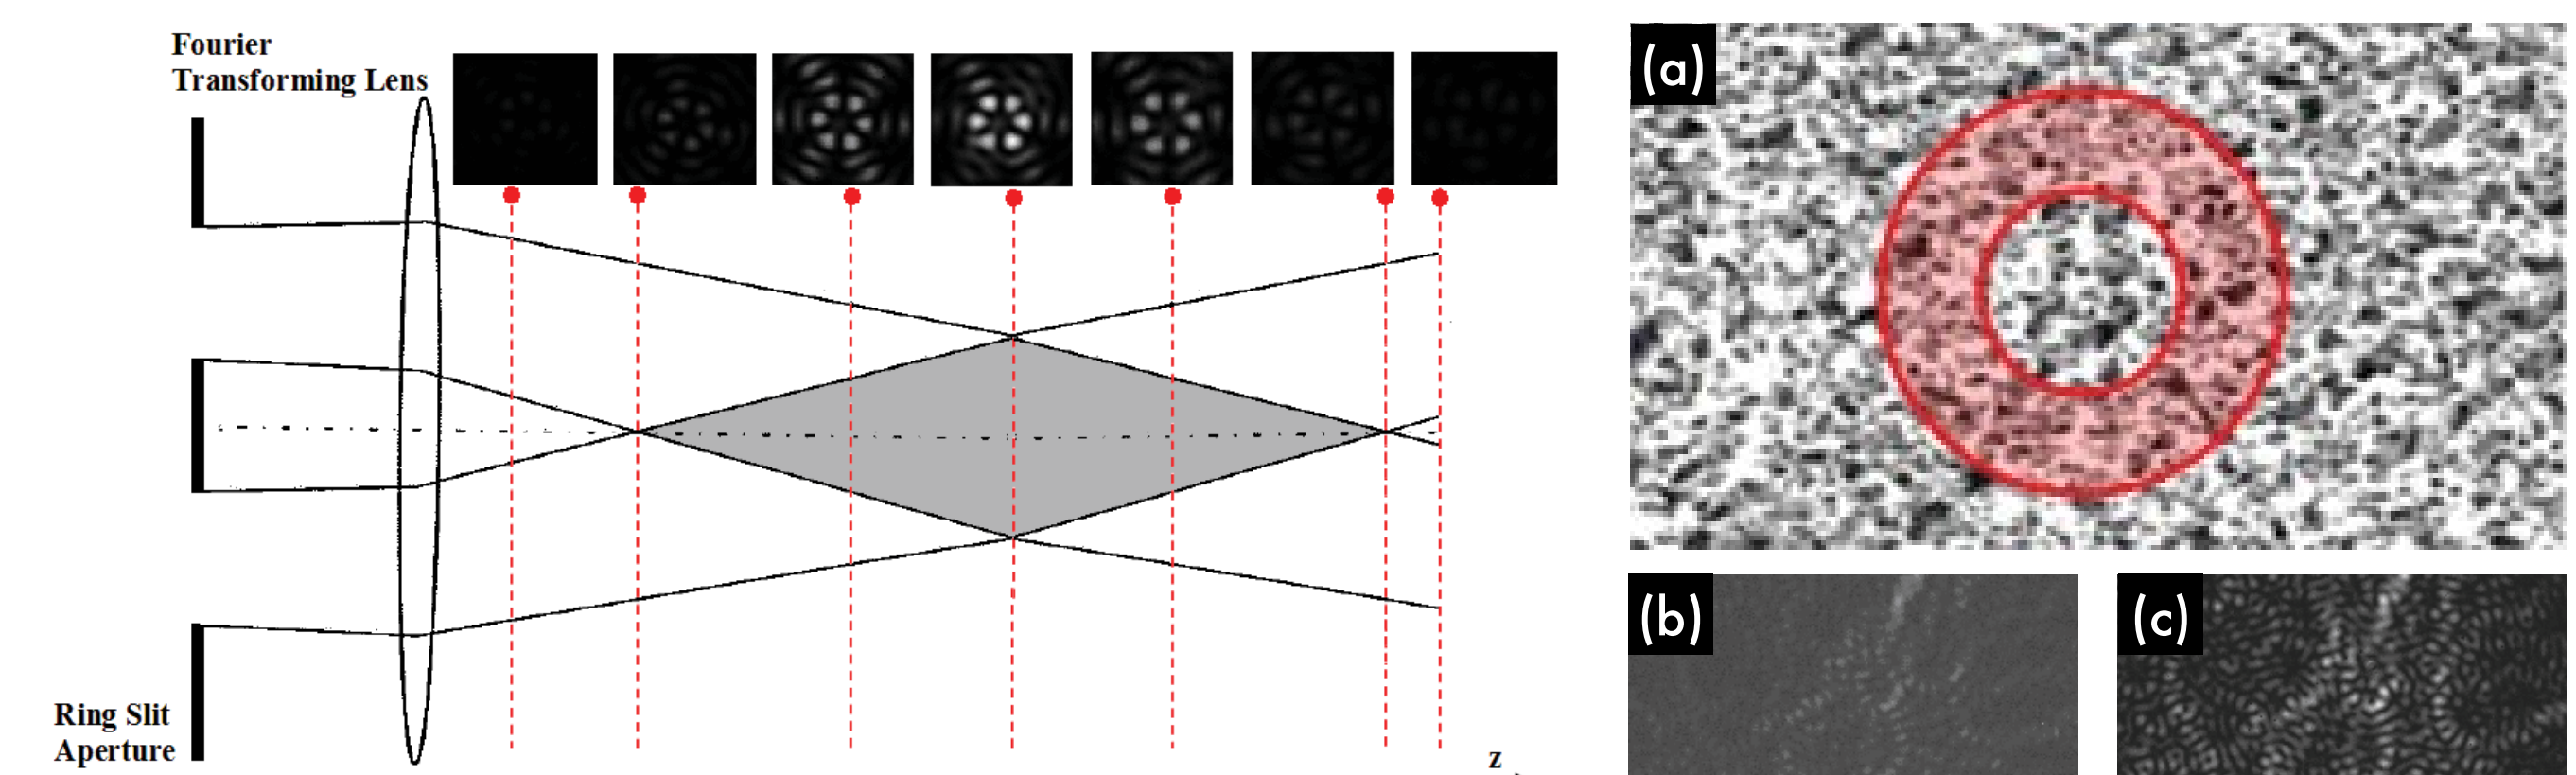 Fourier
Transforming Lens
Ring Slit
Aperture
z
(a)
(b)
(c)